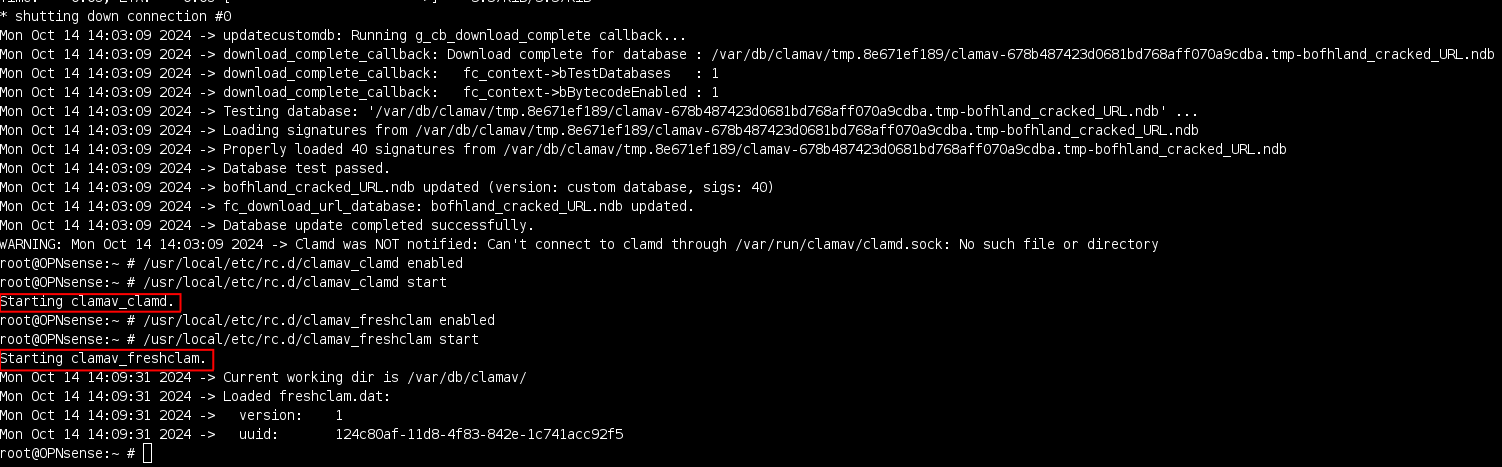 * shutting down connection #0
Mon Oct 14 14:03:09 2024 -> updatecustomdb: Running g_cb_download_complete callback...
Mon Oct 14 14:03:09 2024 -> download_complete_callback: Download complete for database : /var/db/clamav/tmp.8e671ef189/clamav-678b487423d0681bd768aff070a9cdba.tmp-bofhland_cracked_URL.ndb
Mon Oct 14 14:03:09 2024 -> download_complete_callback:   fc_context->bTestDatabases   : 1
Mon Oct 14 14:03:09 2024 -> download_complete_callback:   fc_context->bBytecodeEnabled : 1
Mon Oct 14 14:03:09 2024 -> Testing database: '/var/db/clamav/tmp.8e671ef189/clamav-678b487423d0681bd768aff070a9cdba.tmp-bofhland_cracked_URL.ndb' ...
Mon Oct 14 14:03:09 2024 -> Loading signatures from /var/db/clamav/tmp.8e671ef189/clamav-678b487423d0681bd768aff070a9cdba.tmp-bofhland_cracked_URL.ndb
Mon Oct 14 14:03:09 2024 -> Properly loaded 40 signatures from /var/db/clamav/tmp.8e671ef189/clamav-678b487423d0681bd768aff070a9cdba.tmp-bofhland_cracked_URL.ndb
Mon Oct 14 14:03:09 2024 -> Database test passed.
Mon Oct 14 14:03:09 2024 -> bofhland_cracked_URL.ndb updated (version: custom database, sigs: 40)
Mon Oct 14 14:03:09 2024 -> fc_download_url_database: bofhland_cracked_URL.ndb updated.
Mon Oct 14 14:03:09 2024 -> Database update completed successfully.
WARNING: Mon Oct 14 14:03:09 2024 -> Clamd was NOT notified: Can't connect to clamd through /var/run/clamav/clamd.sock: No such file or directory
root@OPNsense:~ # /usr/local/etc/rc.d/clamav_clamd enabled
root@OPNsense:~ # /usr/local/etc/rc.d/clamav_clamd start
Starting clamav_clamd.
root@OPNsense:~ # /usr/local/etc/rc.d/clamav_freshclam enabled
root@OPNsense:~ # /usr/local/etc/rc.d/clamav_freshclam start
Starting clamav_freshclam.
Mon Oct 14 14:09:31 2024 -> Current working dir is /var/db/clamav/
Mon Oct 14 14:09:31 2024 -> Loaded freshclam.dat:
Mon Oct 14 14:09:31 2024 ->   version:    1
Mon Oct 14 14:09:31 2024 ->   uuid:       124c80af-11d8-4f83-842e-1c741acc92f5
root@OPNsense:~ #